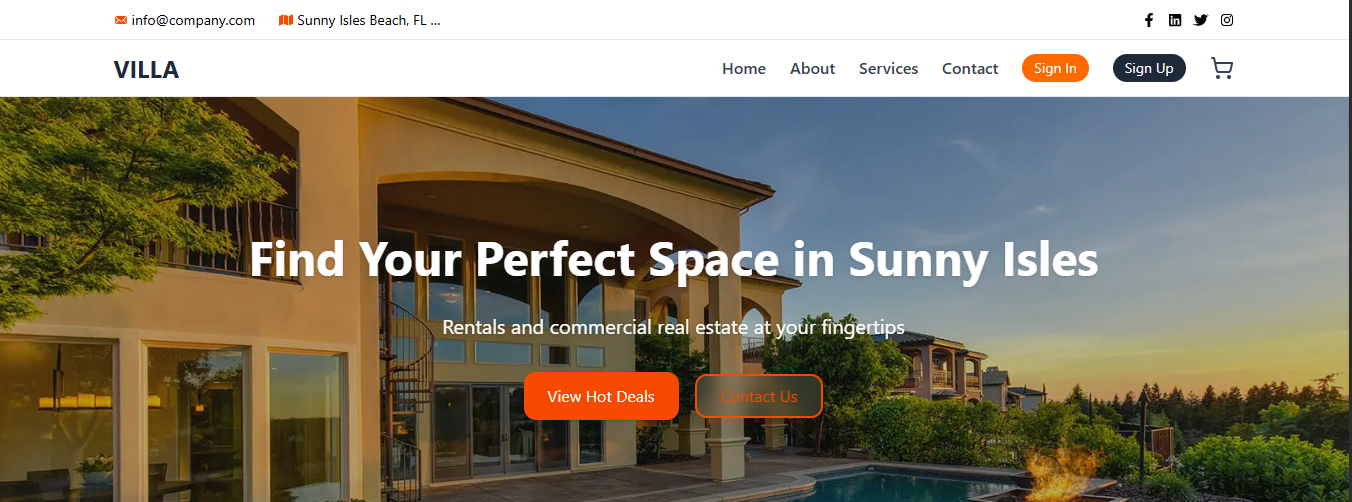 info@company.com Sunny Isles Beach, FL ...
VILLA Home About Services Contact Sign In Sign Up
Find Your Perfect Space in Sunny Isles
Rentals and commercial real estate at your fingertips
View Hot Deals Contact Us